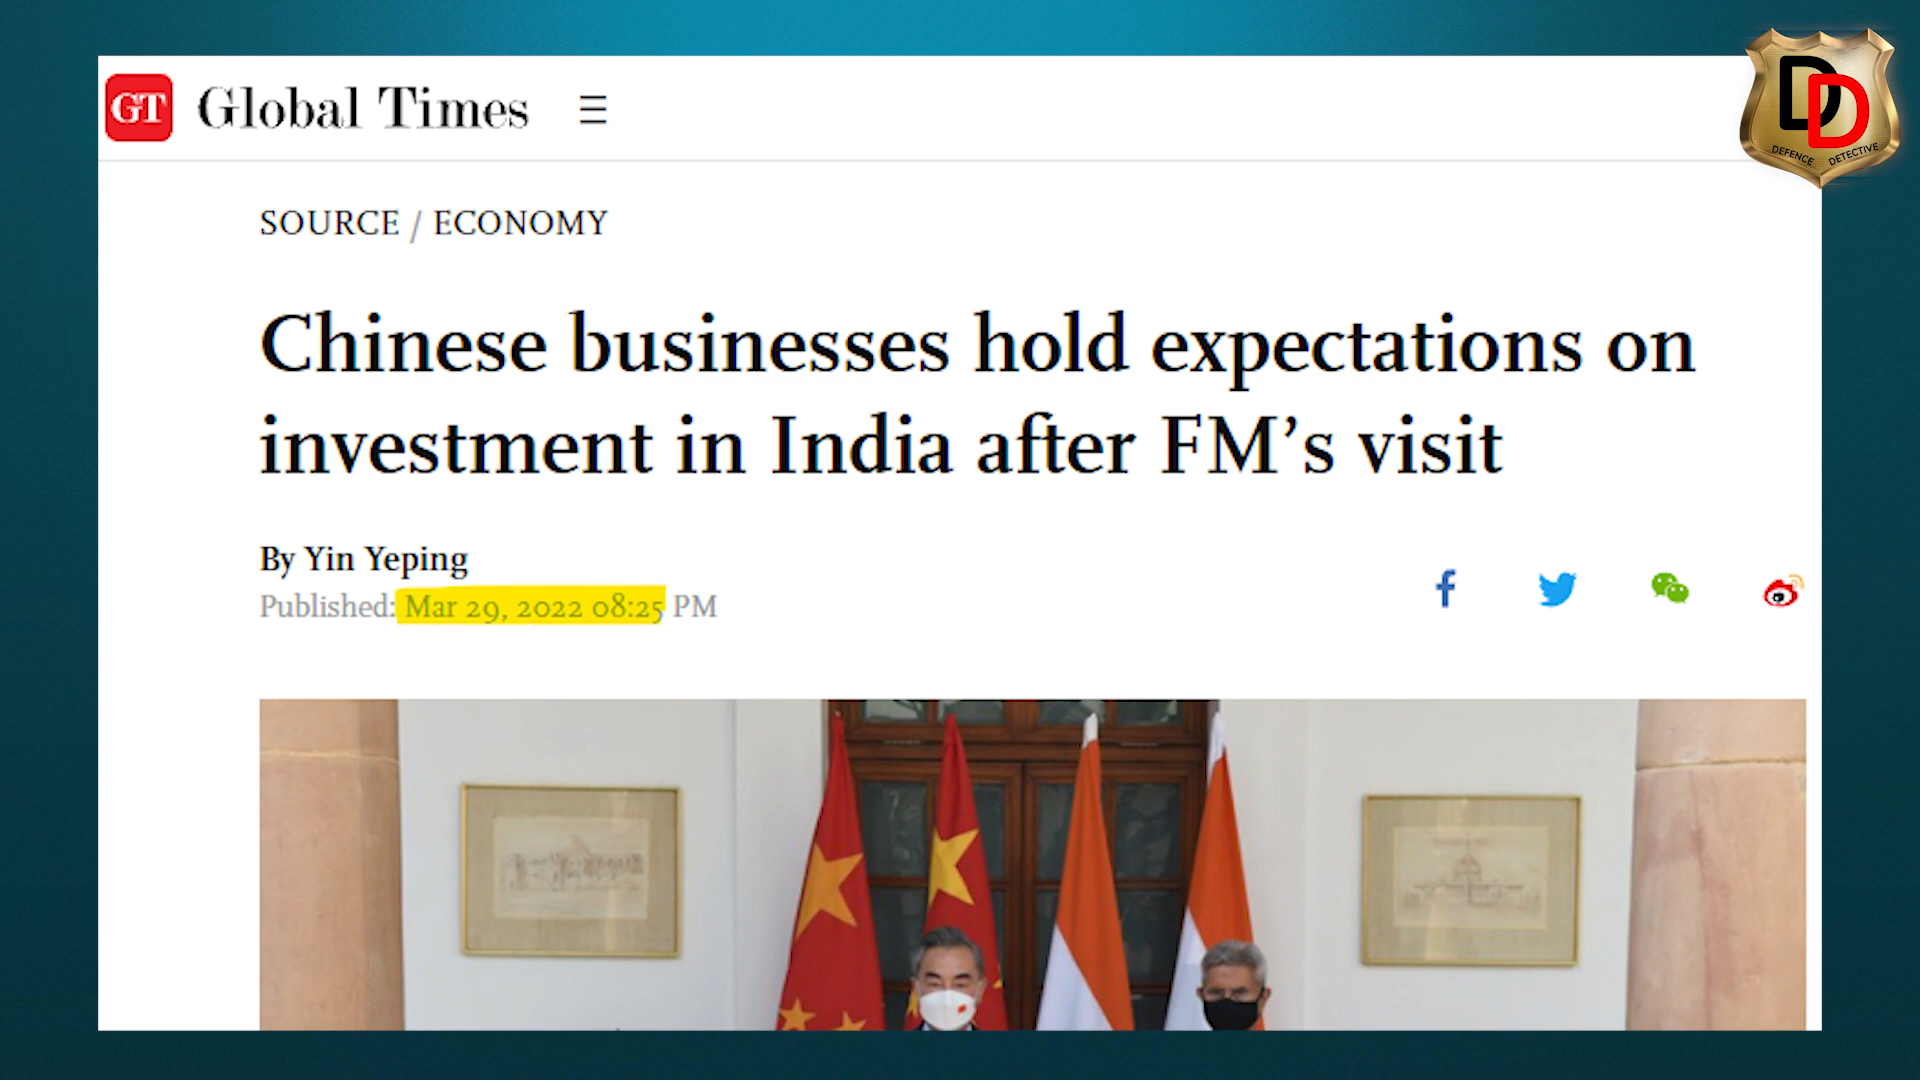 GT Global Times
DD
DEFENCE DETECTIVE
SOURCE / ECONOMY
Chinese businesses hold expectations on
investment in India after FM’s visit
By Yin Yeping
Published: Mar 29, 2022 08:25 PM